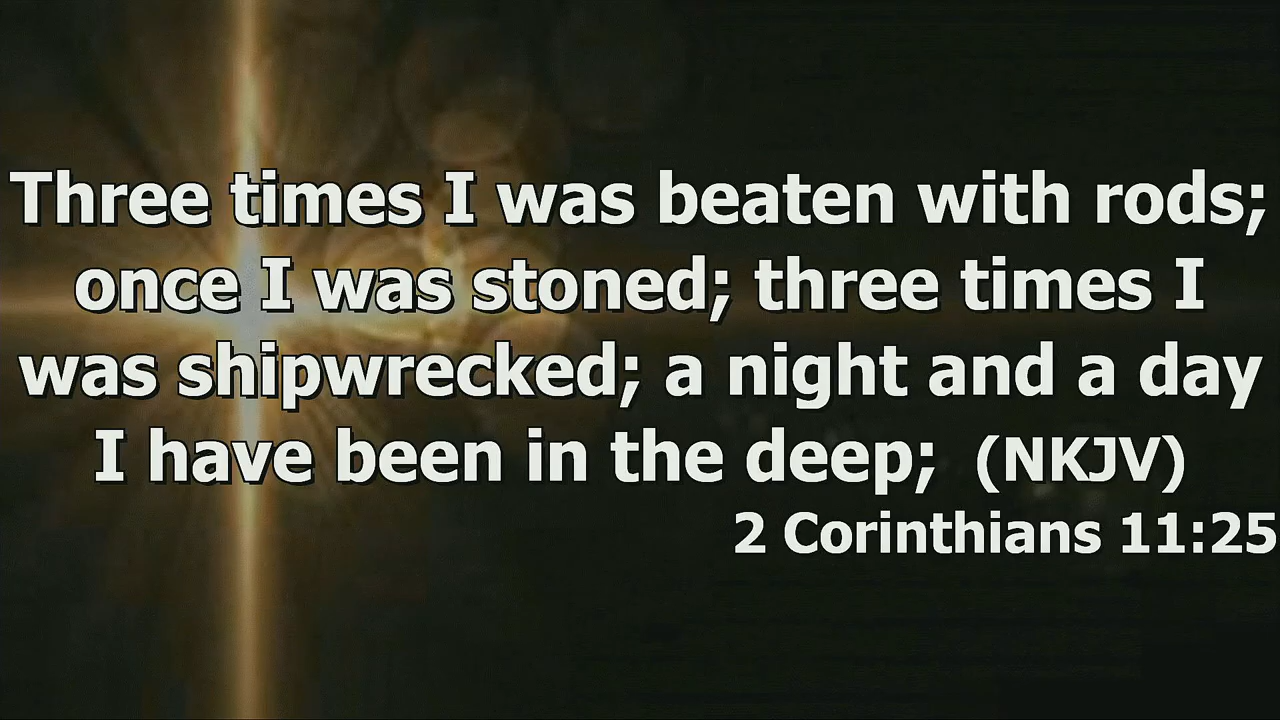 Three times I was beaten with rods;
once I was stoned; three times I
was shipwrecked; a night and a day
I have been in the deep; (NKJV)
2 Corinthians 11:25